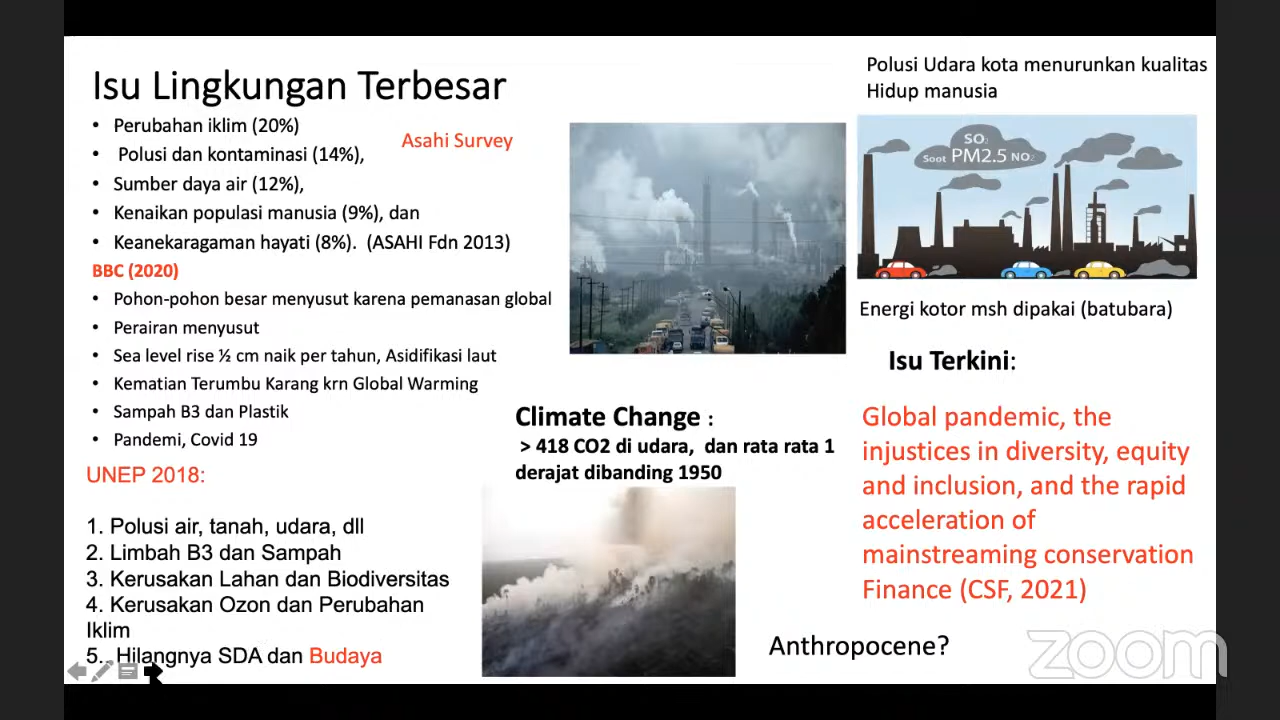 Isu Lingkungan Terbesar
• Perubahan iklim (20%)
• Polusi dan kontaminasi (14%),
• Sumber daya air (12%),
• Kenaikan populasi manusia (9%), dan
• Keanekaragaman hayati (8%). (ASAHI Fdn 2013)
Asahi Survey
BBC (2020)
• Pohon-pohon besar menyusut karena pemanasan global
• Perairan menyusut
• Sea level rise ½ cm naik per tahun, Asidifikasi laut
• Kematian Terumbu Karang krn Global Warming
• Sampah B3 dan Plastik
• Pandemi, Covid 19
UNEP 2018:
1. Polusi air, tanah, udara, dll
2. Limbah B3 dan Sampah
3. Kerusakan Lahan dan Biodiversitas
4. Kerusakan Ozon dan Perubahan
Iklim
5. . Hilangnya SDA dan Budaya
Climate Change :
> 418 CO2 di udara, dan rata rata 1
derajat dibanding 1950
Polusi Udara kota menurunkan kualitas
Hidup manusia
SO2
Soot PM2.5 NO2
Energi kotor msh dipakai (batubara)
Isu Terkini:
Global pandemic, the
injustices in diversity, equity
and inclusion, and the rapid
acceleration of
mainstreaming conservation
Finance (CSF, 2021)
Anthropocene?
zoom